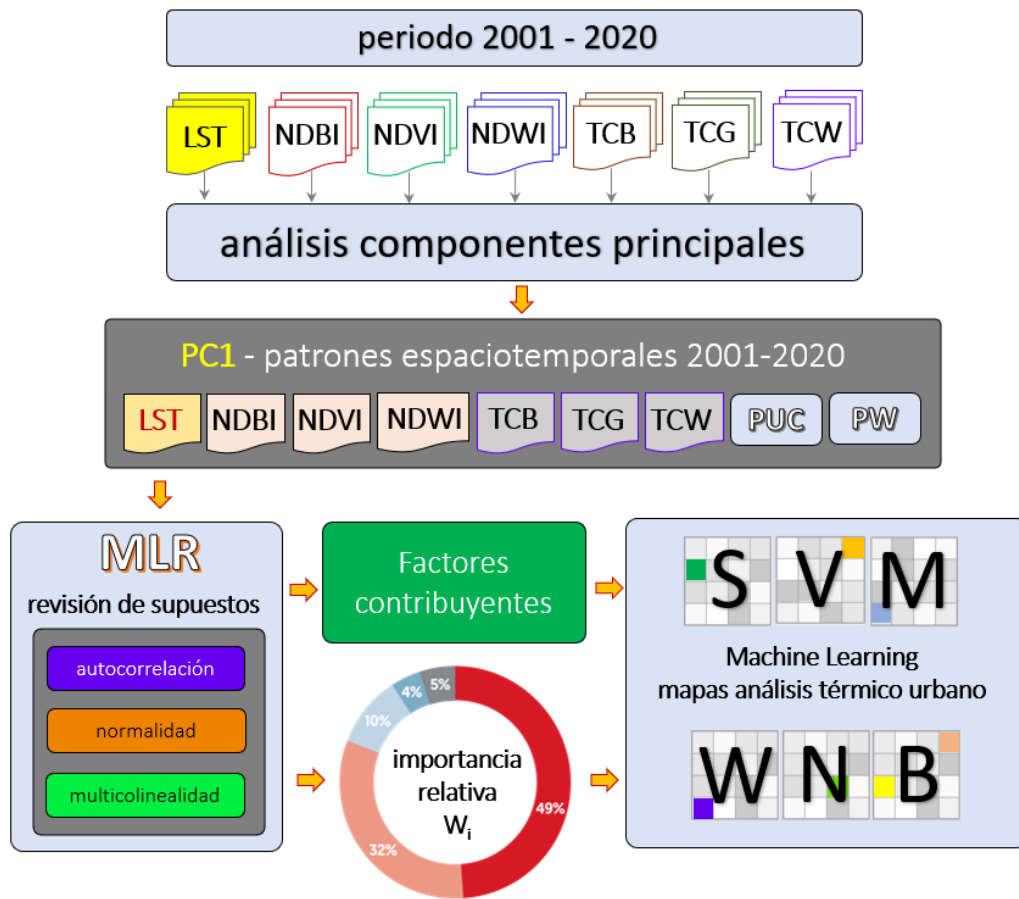 periodo 2001 - 2020
LST NDBI NDVI NDWI TCB TCG TCW
análisis componentes principales
PC1 - patrones espaciotemporales 2001-2020
LST NDBI NDVI NDWI TCB TCG TCW PUC PW
MLR
revisión de supuestos
autocorrelación
normalidad
multicolinealidad
Factores
contribuyentes
5%
4%
10%
32%
49%
importancia
relativa
Wi
S V M
Machine Learning
mapas análisis térmico urbano
W N B